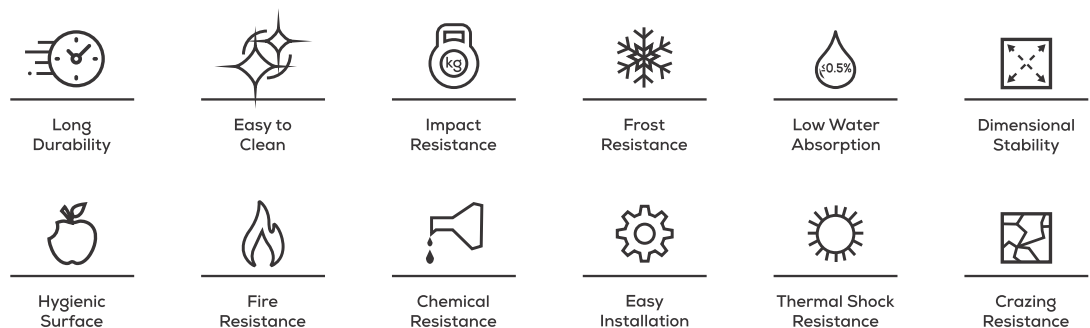 kg
≤0.5%
Long
Durability
Easy to
Clean
Impact
Resistance
Frost
Resistance
Low Water
Absorption
Dimensional
Stability
Hygienic
Surface
Fire
Resistance
Chemical
Resistance
Easy
Installation
Thermal Shock
Resistance
Crazing
Resistance